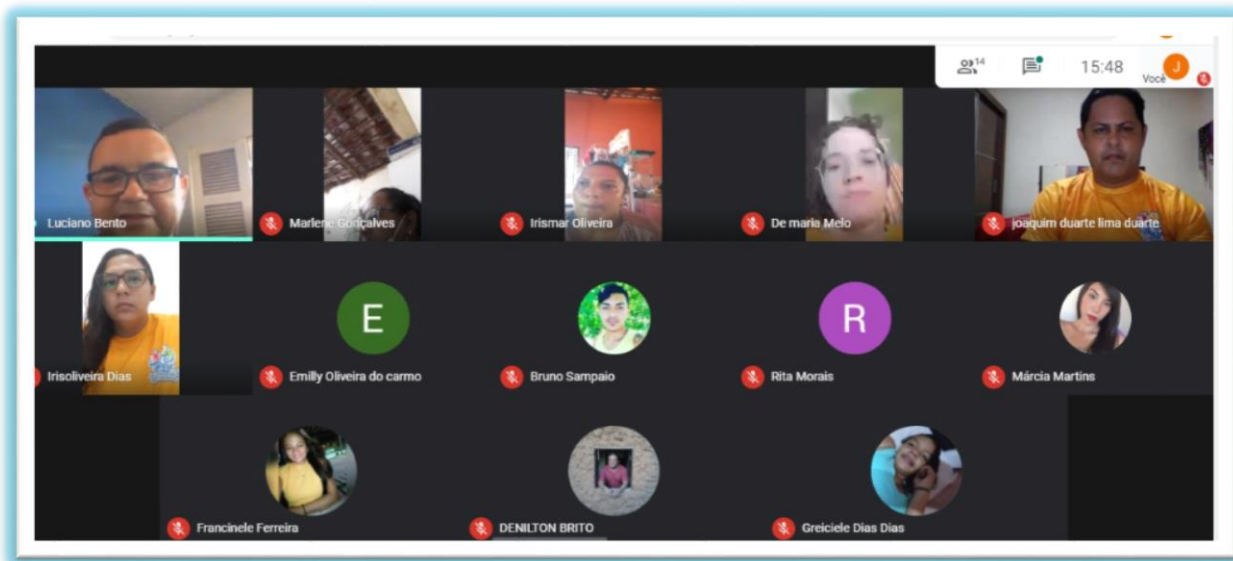 14 15:48 Você J
Luciano Bento Marlene Gonçalves Irismar Oliveira De maria Melo joaquim duarte lima duarte
E R
Irisoliveira Dias Emilly Oliveira do carmo Bruno Sampaio Rita Morais Márcia Martins
Francinele Ferreira DENILTON BRITO Greiciele Dias Dias